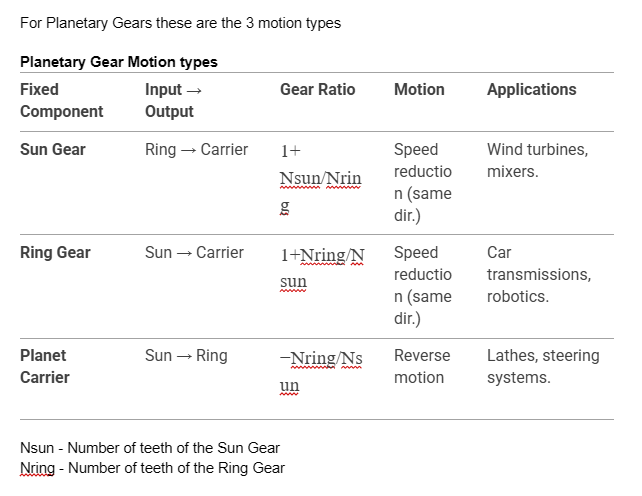 For Planetary Gears these are the 3 motion types
Planetary Gear Motion types
Fixed Component Input → Output Gear Ratio Motion Applications
Sun Gear Ring → Carrier 1+Nsun/Nring Speed reduction (same dir.) Wind turbines, mixers.
Ring Gear Sun → Carrier 1+Nring/Nsun Speed reduction (same dir.) Car transmissions, robotics.
Planet Carrier Sun → Ring −Nring/Nsun Reverse motion Lathes, steering systems.
Nsun - Number of teeth of the Sun Gear
Nring - Number of teeth of the Ring Gear